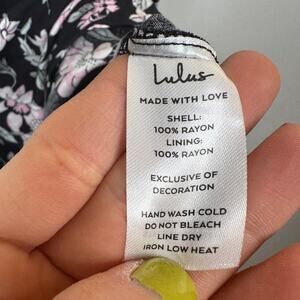 Lulus
MADE WITH LOVE
SHELL:
100% RAYON
LINING:
100% RAYON
EXCLUSIVE OF
DECORATION
HAND WASH COLD
DO NOT BLEACH
LINE DRY
IRON LOW HEAT